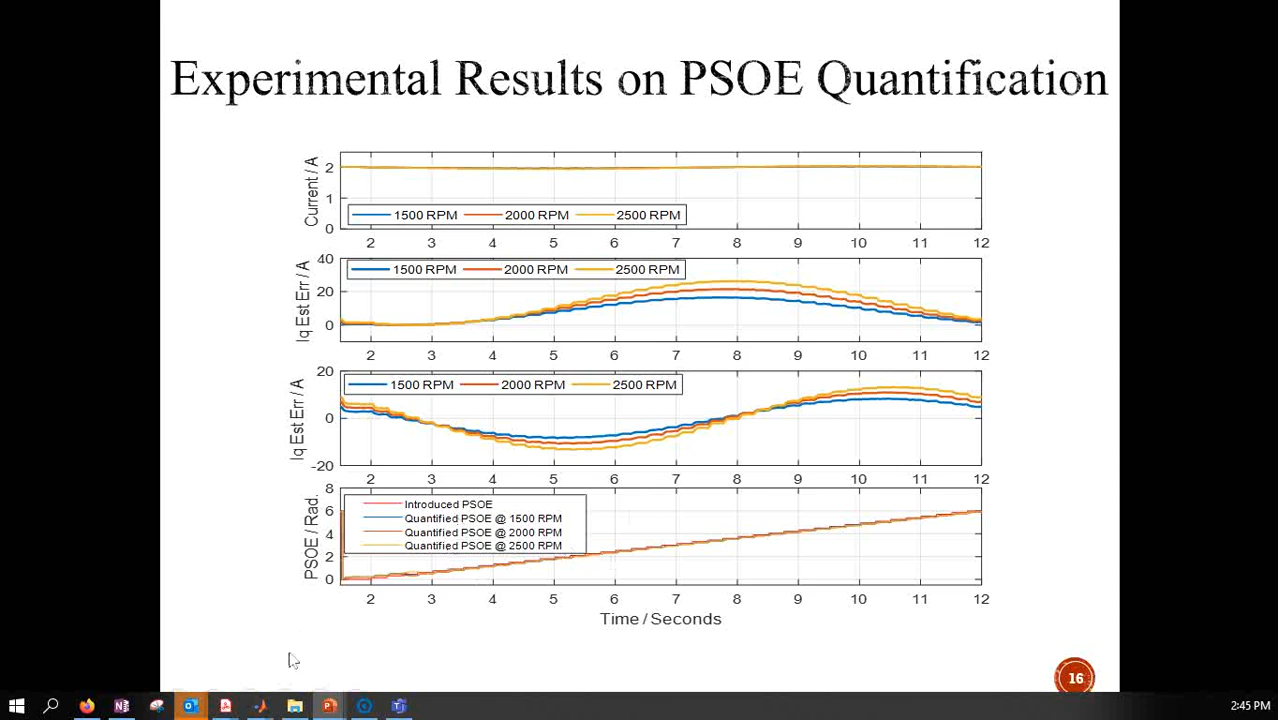 Experimental Results on PSOE Quantification
Current / A
2
1
0
1500 RPM 2000 RPM 2500 RPM
2 3 4 5 6 7 8 9 10 11 12
Iq Est Err / A
40
20
0
1500 RPM 2000 RPM 2500 RPM
2 3 4 5 6 7 8 9 10 11 12
Iq Est Err / A
20
0
-20
1500 RPM 2000 RPM 2500 RPM
2 3 4 5 6 7 8 9 10 11 12
PSOE / Rad.
8
6
2
0
Introduced PSOE
Quantified PSOE @ 1500 RPM
Quantified PSOE @ 2000 RPM
Quantified PSOE @ 2500 RPM
2 3 4 5 6 7 8 9 10 11 12
Time / Seconds
16
2:45 PM